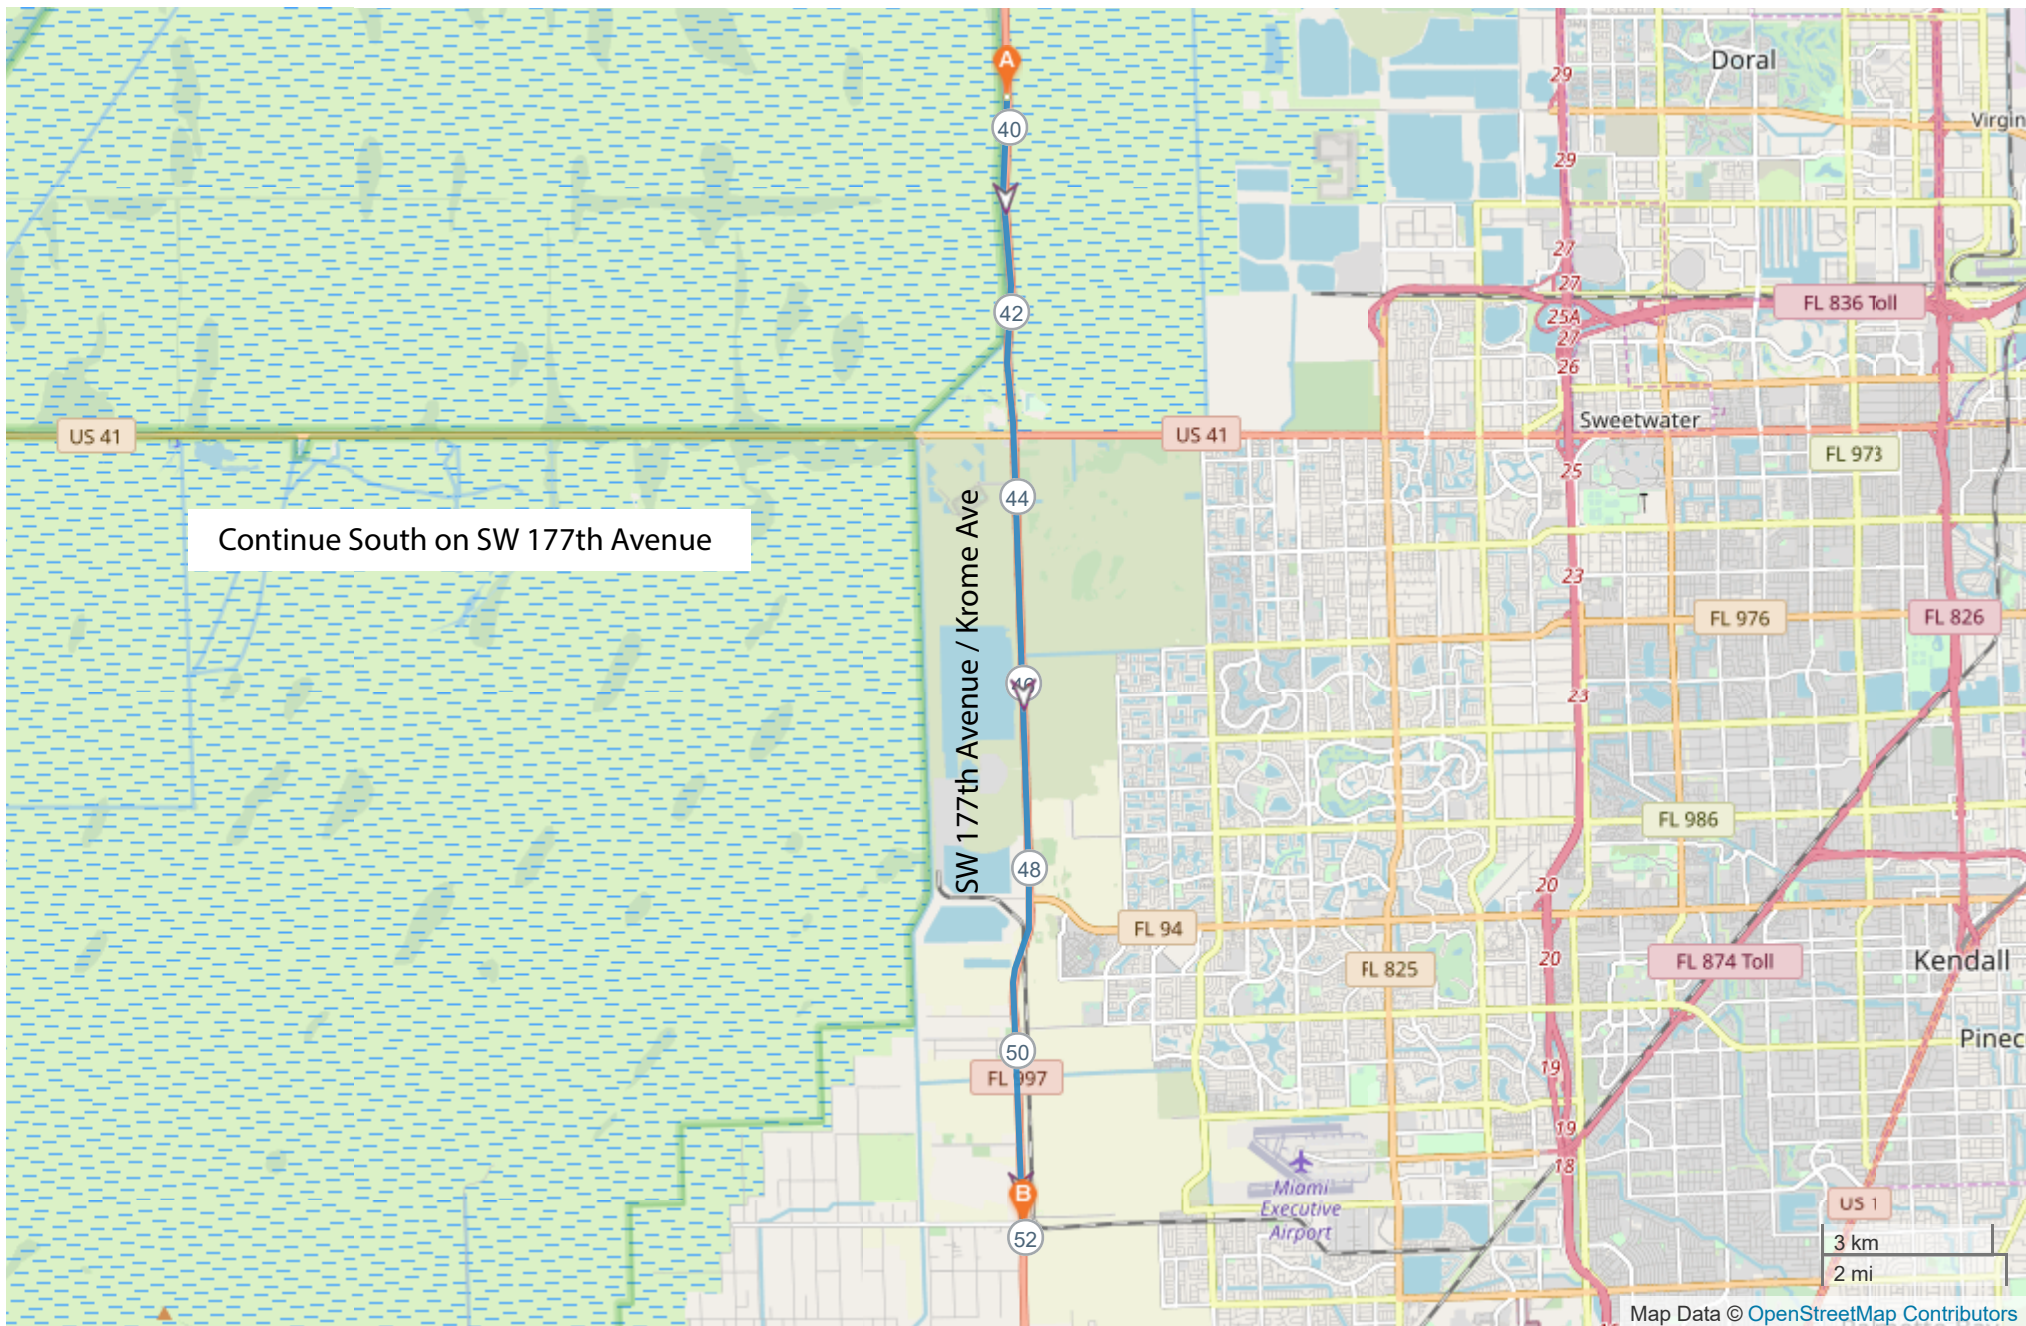 A
Doral
29
40
Virgin
29
27
27
42
FL 836 Toll
25A
27
26
Sweetwater
US 41
US 41
FL 973
25
44
Continue South on SW 177th Avenue
SW 177th Avenue / Krome Ave
23
FL 976
FL 826
46
23
FL 986
48
20
FL 94
20
FL 825
FL 874 Toll
Kendall
Pinec
50
19
FL 997
19
18
B
Miami
Executive
Airport
US 1
52
3 km
2 mi
Map Data © OpenStreetMap Contributors